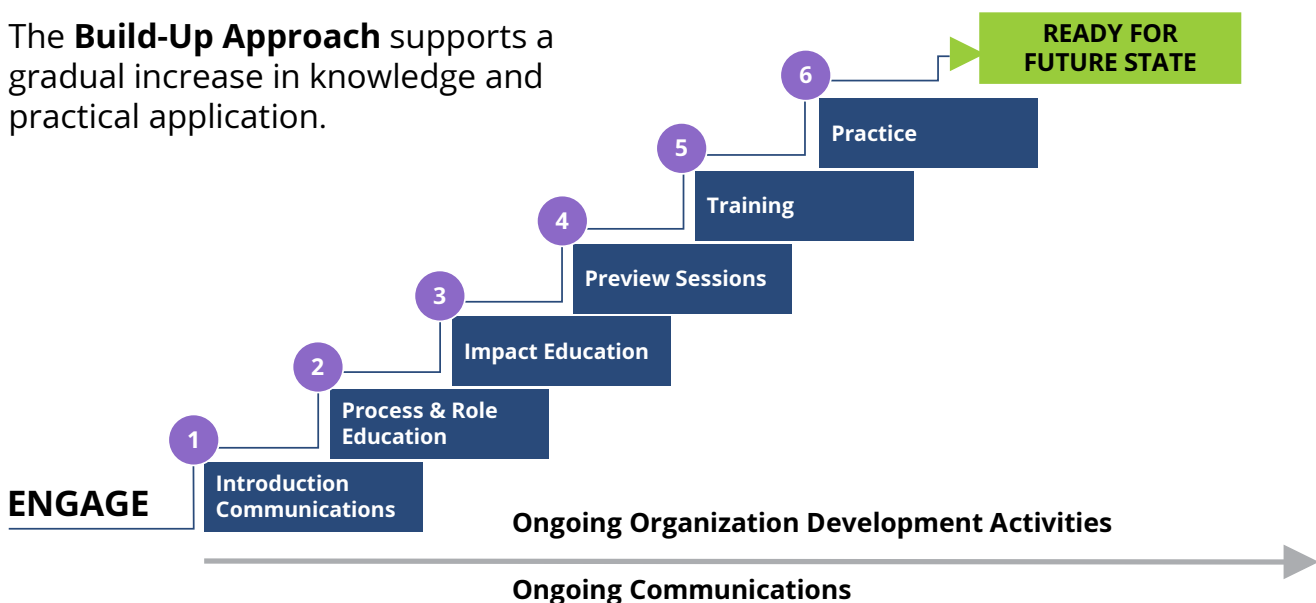 The Build-Up Approach supports a
gradual increase in knowledge and
practical application.
READY FOR
FUTURE STATE
6
Practice
5
Training
4
Preview Sessions
3
Impact Education
2
Process & Role
Education
1
Introduction
Communications
ENGAGE
Ongoing Organization Development Activities
Ongoing Communications